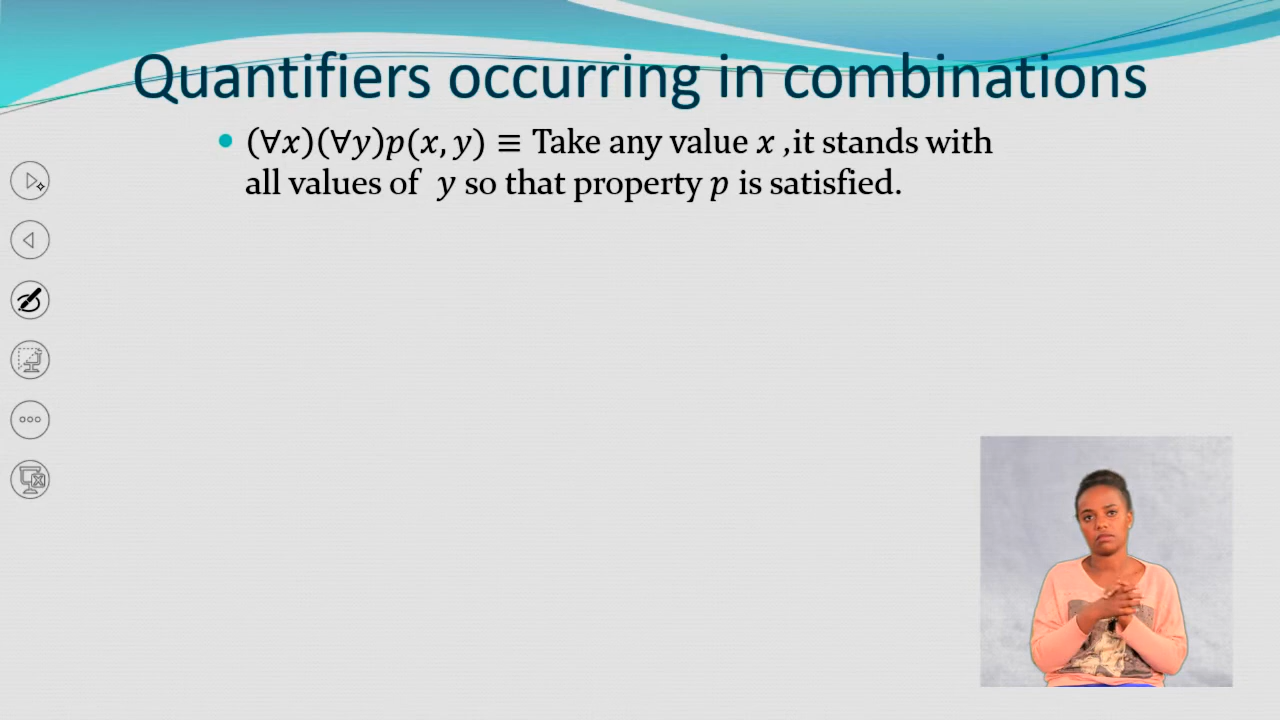 Quantifiers occurring in combinations
• (∀x)(∀y)p(x, y) ≡ Take any value x ,it stands with
all values of y so that property p is satisfied.